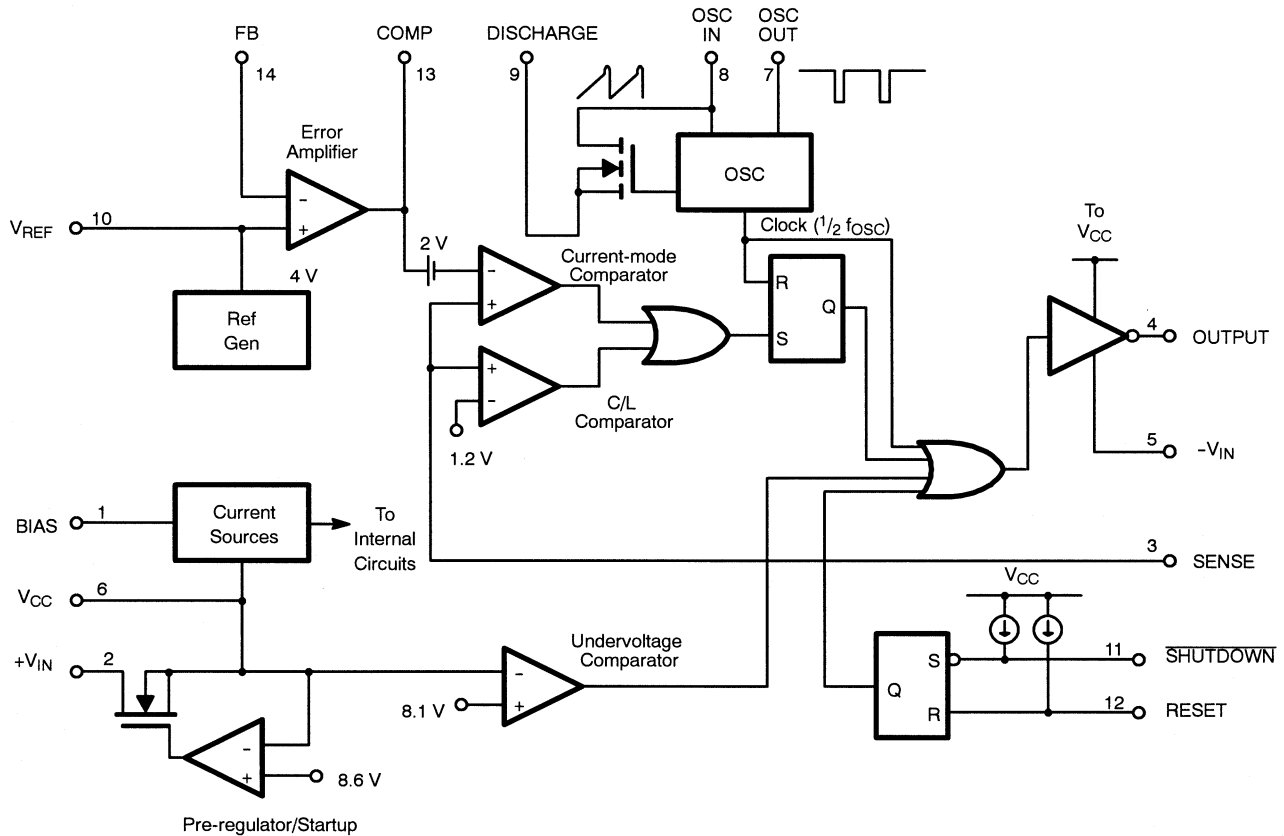 FB
COMP
DISCHARGE
OSC
IN
OSC
OUT
14
13
9
8
7
Error
Amplifier
OSC
VREF
10
-
+
4 V
Ref
Gen
2 V
Current-mode
Comparator
-
+
Clock (1/2 fOSC)
R
S
Q
To
VCC
4
OUTPUT
+
-
C/L
Comparator
1.2 V
5
-VIN
BIAS
1
Current
Sources
To
Internal
Circuits
3
SENSE
VCC
6
+VIN
2
Undervoltage
Comparator
-
+
8.1 V
VCC
S
Q
R
11
SHUTDOWN
12
RESET
-
+
8.6 V
Pre-regulator/Startup